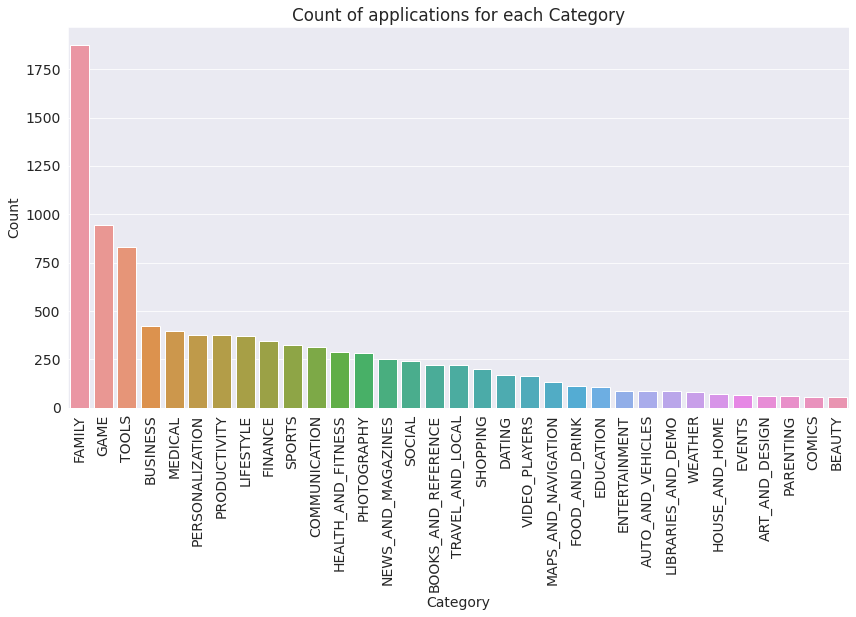 Count of applications for each Category
Count
1750
1500
1250
1000
750
500
250
0
FAMILY
GAME
TOOLS
BUSINESS
MEDICAL
PERSONALIZATION
PRODUCTIVITY
LIFESTYLE
FINANCE
SPORTS
COMMUNICATION
HEALTH_AND_FITNESS
PHOTOGRAPHY
NEWS_AND_MAGAZINES
SOCIAL
BOOKS_AND_REFERENCE
TRAVEL_AND_LOCAL
SHOPPING
DATING
VIDEO_PLAYERS
MAPS_AND_NAVIGATION
FOOD_AND_DRINK
EDUCATION
ENTERTAINMENT
AUTO_AND_VEHICLES
LIBRARIES_AND_DEMO
WEATHER
HOUSE_AND_HOME
EVENTS
ART_AND_DESIGN
PARENTING
COMICS
BEAUTY
Category